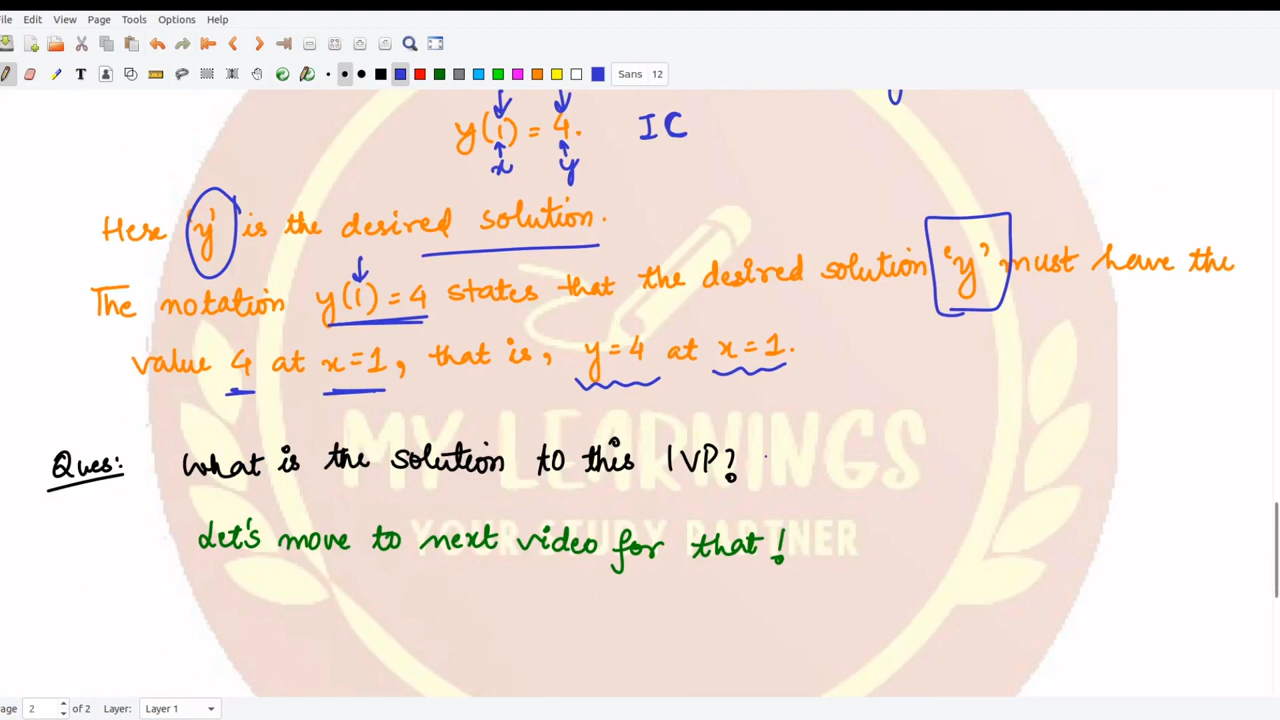 File Edit View Page Tools Options Help
Sans 12
y(1) = 4. IC
x y
Here 'y' is the desired solution.
The notation y(1) = 4 states that the desired solution 'y' must have the
value 4 at x=1, that is, y=4 at x=1.
MY LEARNINGS
Ques: What is the solution to this IVP?
YOUR STUDY PARTNER
Let's move to next video for that!
Page 2 of 2 Layer: Layer 1